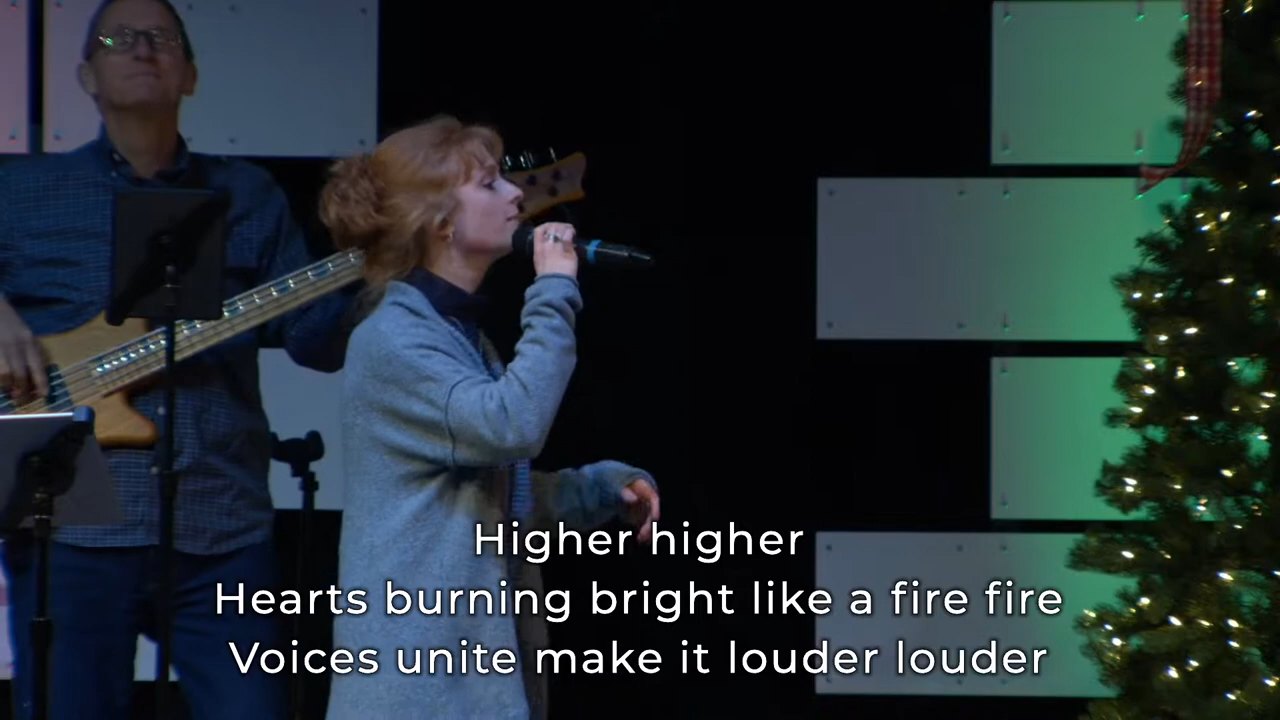 Higher higher
Hearts burning bright like a fire fire
Voices unite make it louder louder